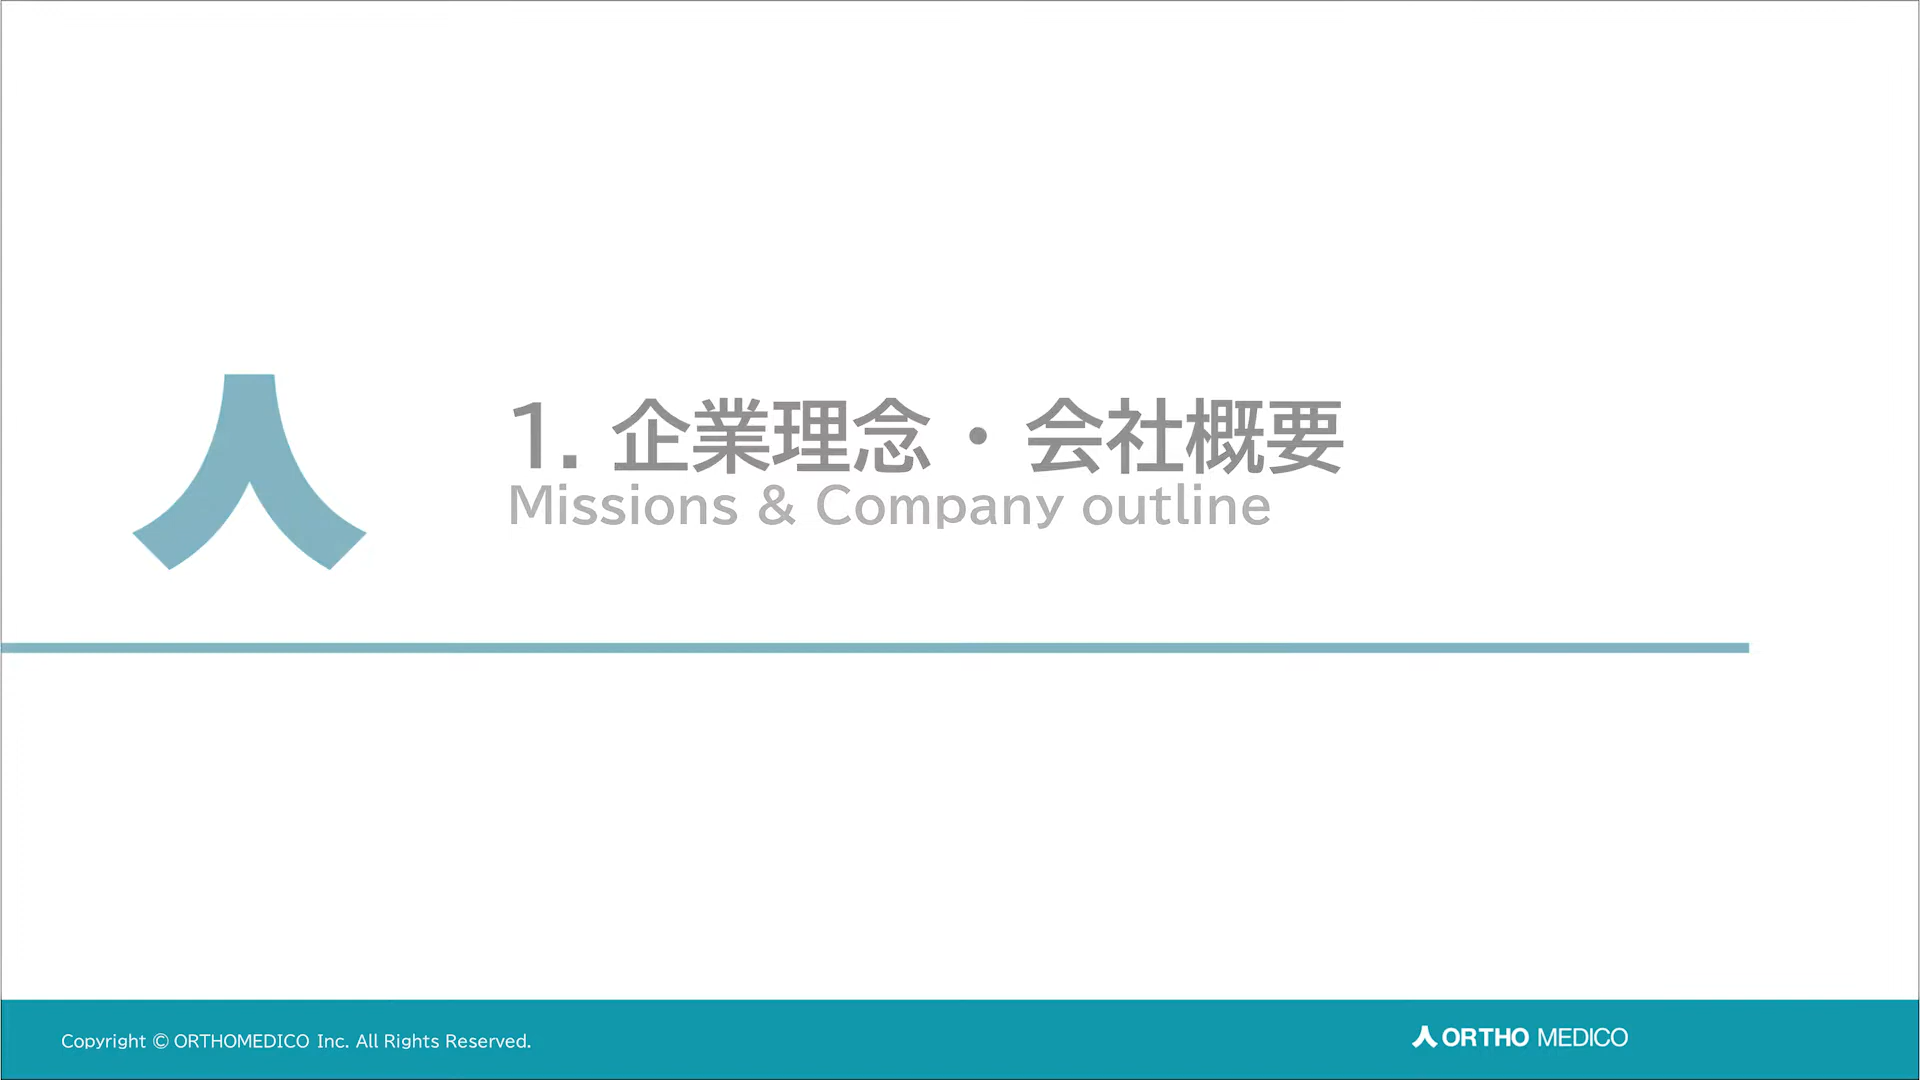 1. 企業理念・会社概要
Missions & Company outline
Copyright © ORTHOMEDICO Inc. All Rights Reserved.
ORTHO MEDICO